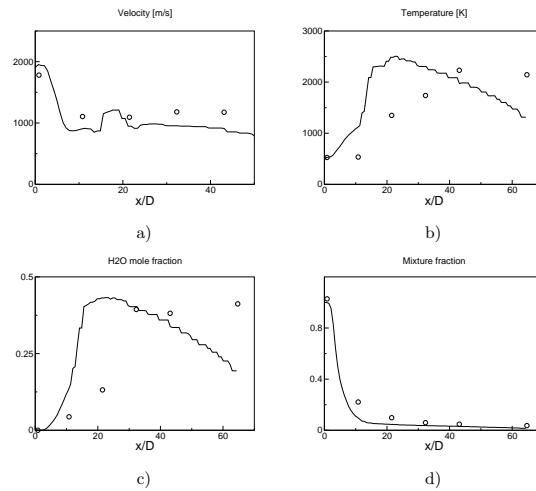 Velocity [m/s]
2000
1000
0
0
20
40
x/D
a)
Temperature [K]
3000
2000
1000
0
0
20
40
60
x/D
b)
H2O mole fraction
0.5
0.25
0
0
20
40
60
x/D
c)
Mixture fraction
0.8
0.4
0
0
20
40
60
x/D
d)